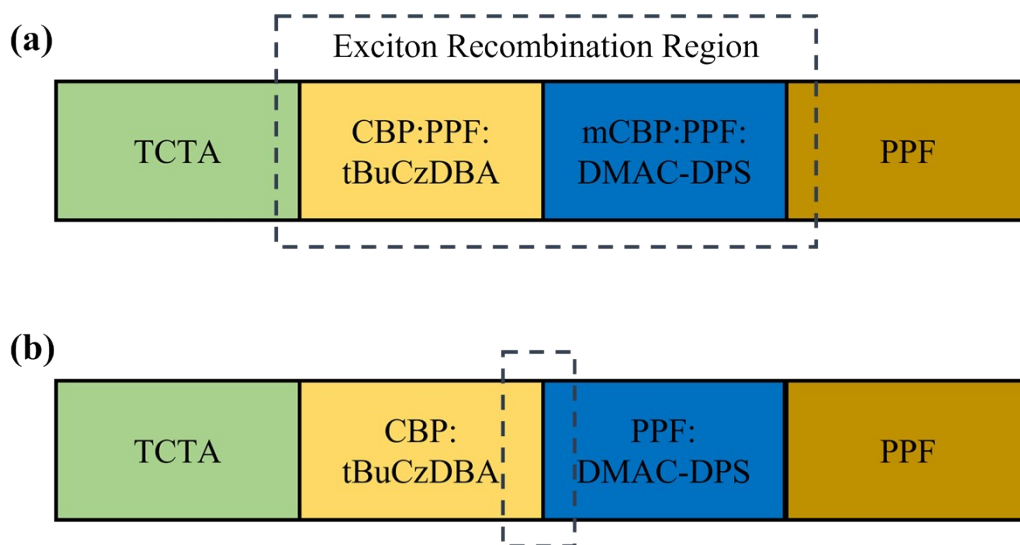 (a)
Exciton Recombination Region
TCTA
CBP:PPF:
tBuCzDBA
mCBP:PPF:
DMAC-DPS
PPF
(b)
TCTA
CBP:
tBuCzDBA
PPF:
DMAC-DPS
PPF